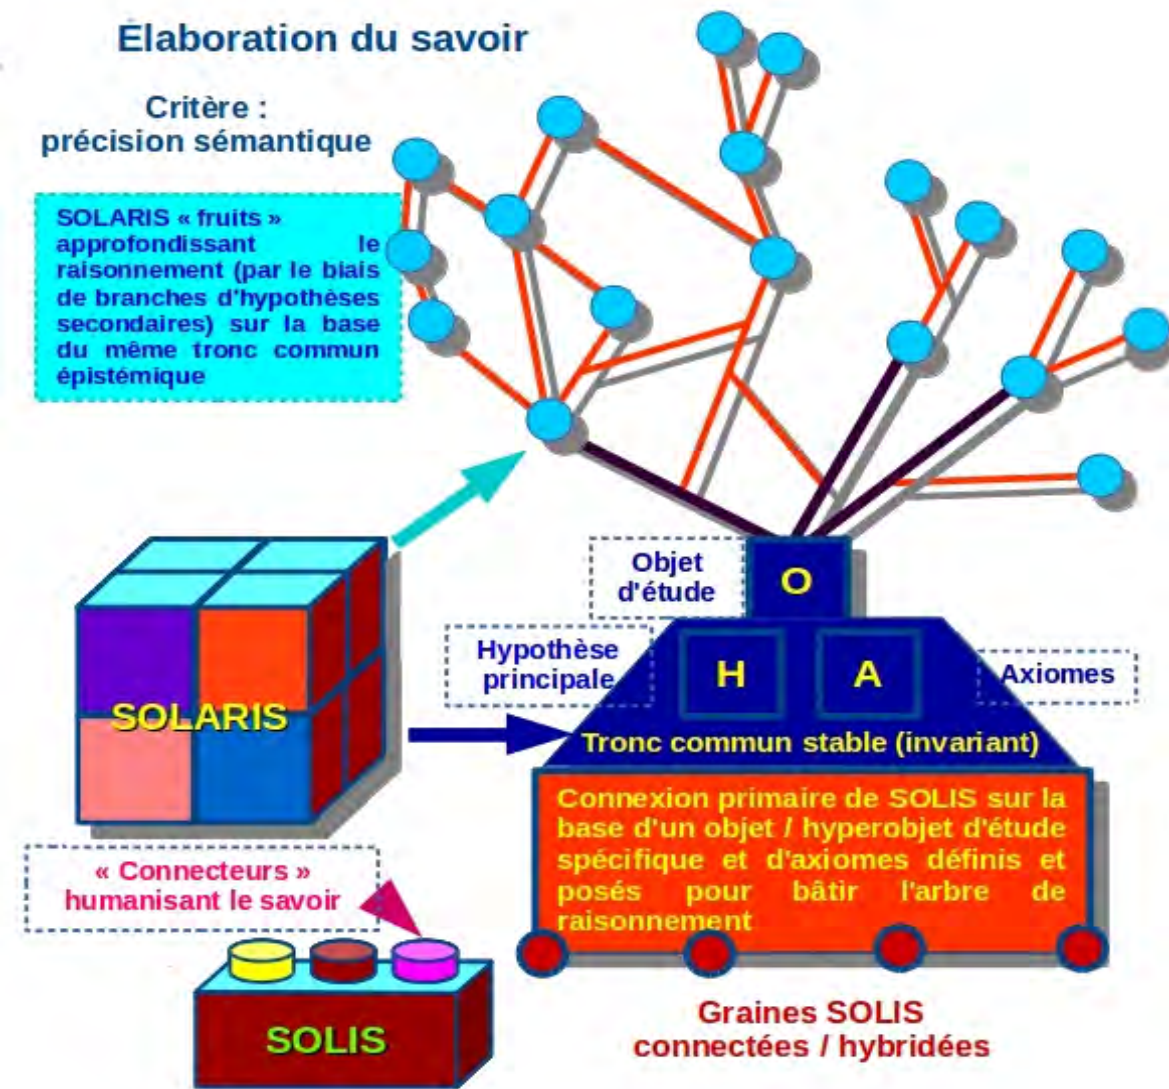 Élaboration du savoir
Critère :
précision sémantique
SOLARIS « fruits »
approfondissant le
raisonnement (par le biais
de branches d'hypothèses
secondaires) sur la base
du même tronc commun
épistémique
Objet
d'étude
O
Hypothèse
principale
H
A
Axiomes
SOLARIS
Tronc commun stable (invariant)
Connexion primaire de SOLIS sur la
base d'un objet / hyperobjet d'étude
spécifique et d'axiomes définis et
posés pour bâtir l'arbre de
raisonnement
« Connecteurs »
humanisant le savoir
SOLIS
Graines SOLIS
connectées / hybridées